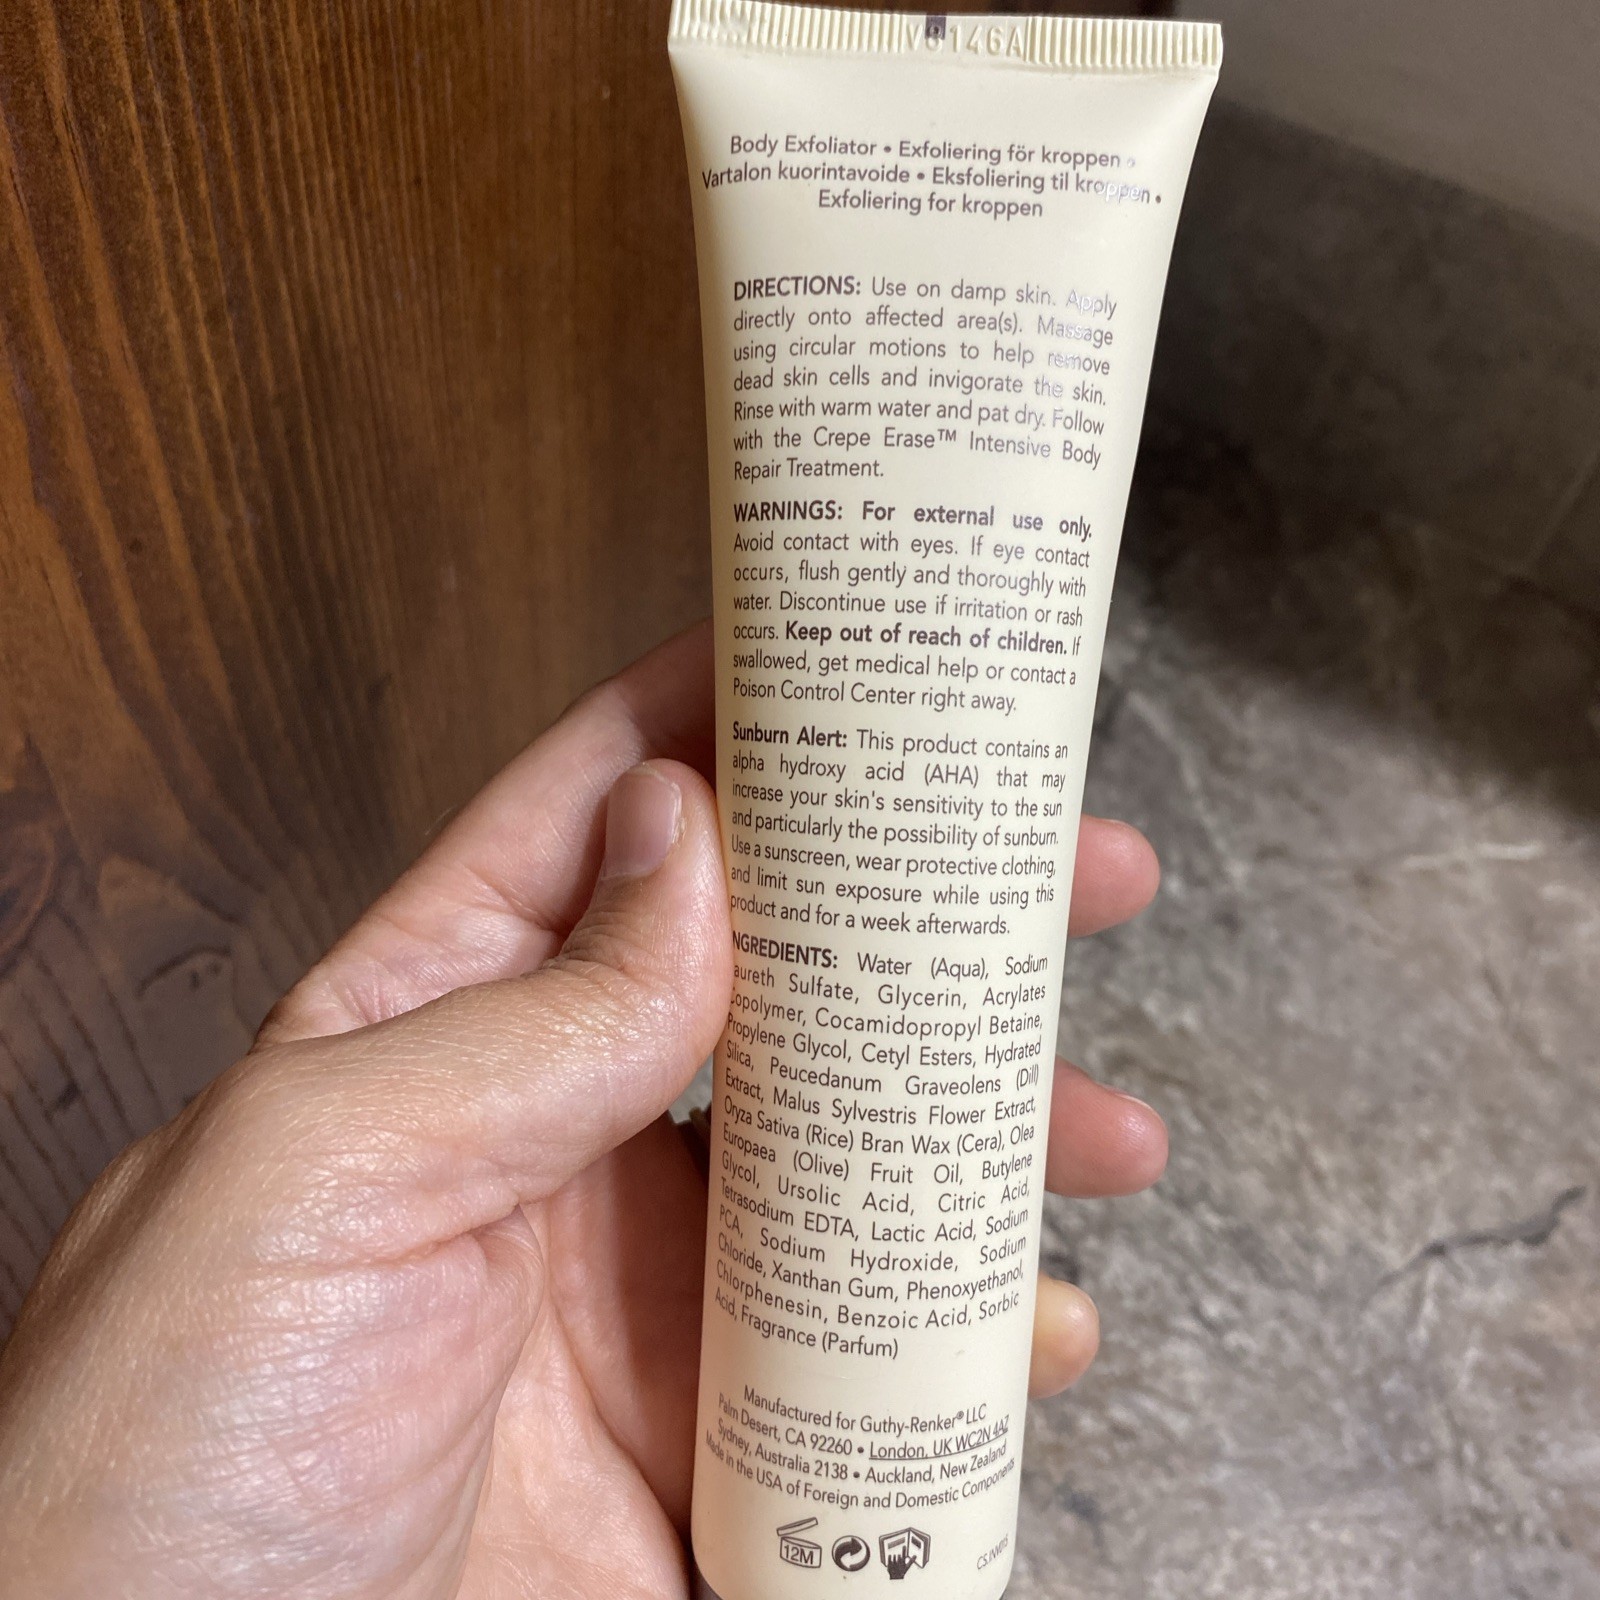 V8146A
Body Exfoliator • Exfoliering för kroppen •
Vartalon kuorintavoide • Eksfoliering til kroppen •
Exfoliering for kroppen
DIRECTIONS: Use on damp skin. Apply
directly onto affected area(s). Massage
using circular motions to help remove
dead skin cells and invigorate the skin.
Rinse with warm water and pat dry. Follow
with the Crepe Erase™ Intensive Body
Repair Treatment.
WARNINGS: For external use only.
Avoid contact with eyes. If eye contact
occurs, flush gently and thoroughly with
water. Discontinue use if irritation or rash
occurs. Keep out of reach of children. If
swallowed, get medical help or contact a
Poison Control Center right away.
Sunburn Alert: This product contains an
alpha hydroxy acid (AHA) that may
increase your skin's sensitivity to the sun
and particularly the possibility of sunburn.
Use a sunscreen, wear protective clothing,
and limit sun exposure while using this
product and for a week afterwards.
NGREDIENTS: Water (Aqua), Sodium
aureth Sulfate, Glycerin, Acrylates
Copolymer, Cocamidopropyl Betaine,
Propylene Glycol, Cetyl Esters, Hydrated
Silica, Peucedanum Graveolens (Dill)
Extract, Malus Sylvestris Flower Extract,
Oryza Sativa (Rice) Bran Wax (Cera), Olea
Europaea (Olive) Fruit Oil, Butylene
Glycol, Ursolic Acid, Citric Acid,
Tetrasodium EDTA, Lactic Acid, Sodium
PCA, Sodium Hydroxide, Sodium
Chloride, Xanthan Gum, Phenoxyethanol,
Chlorphenesin, Benzoic Acid, Sorbic
Acid, Fragrance (Parfum)
Manufactured for Guthy-Renker® LLC
Palm Desert, CA 92260 • London, UK WC2N 4AZ
Sydney, Australia 2138 • Auckland, New Zealand
Made in the USA of Foreign and Domestic Components
12M